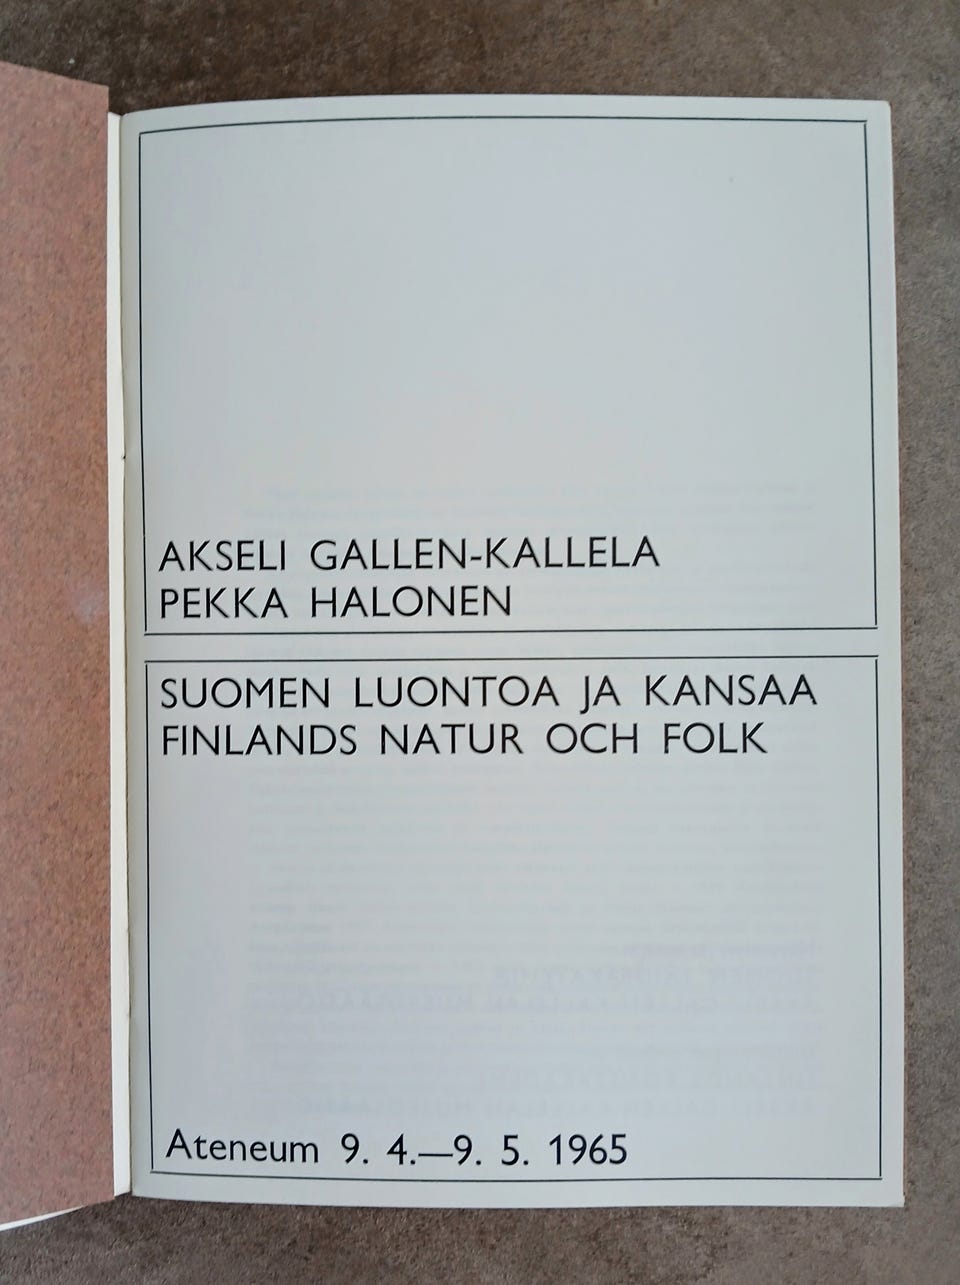 AKSELI GALLEN-KALLELA
PEKKA HALONEN
SUOMEN LUONTOA JA KANSAA
FINLANDS NATUR OCH FOLK
Ateneum 9. 4.—9. 5. 1965